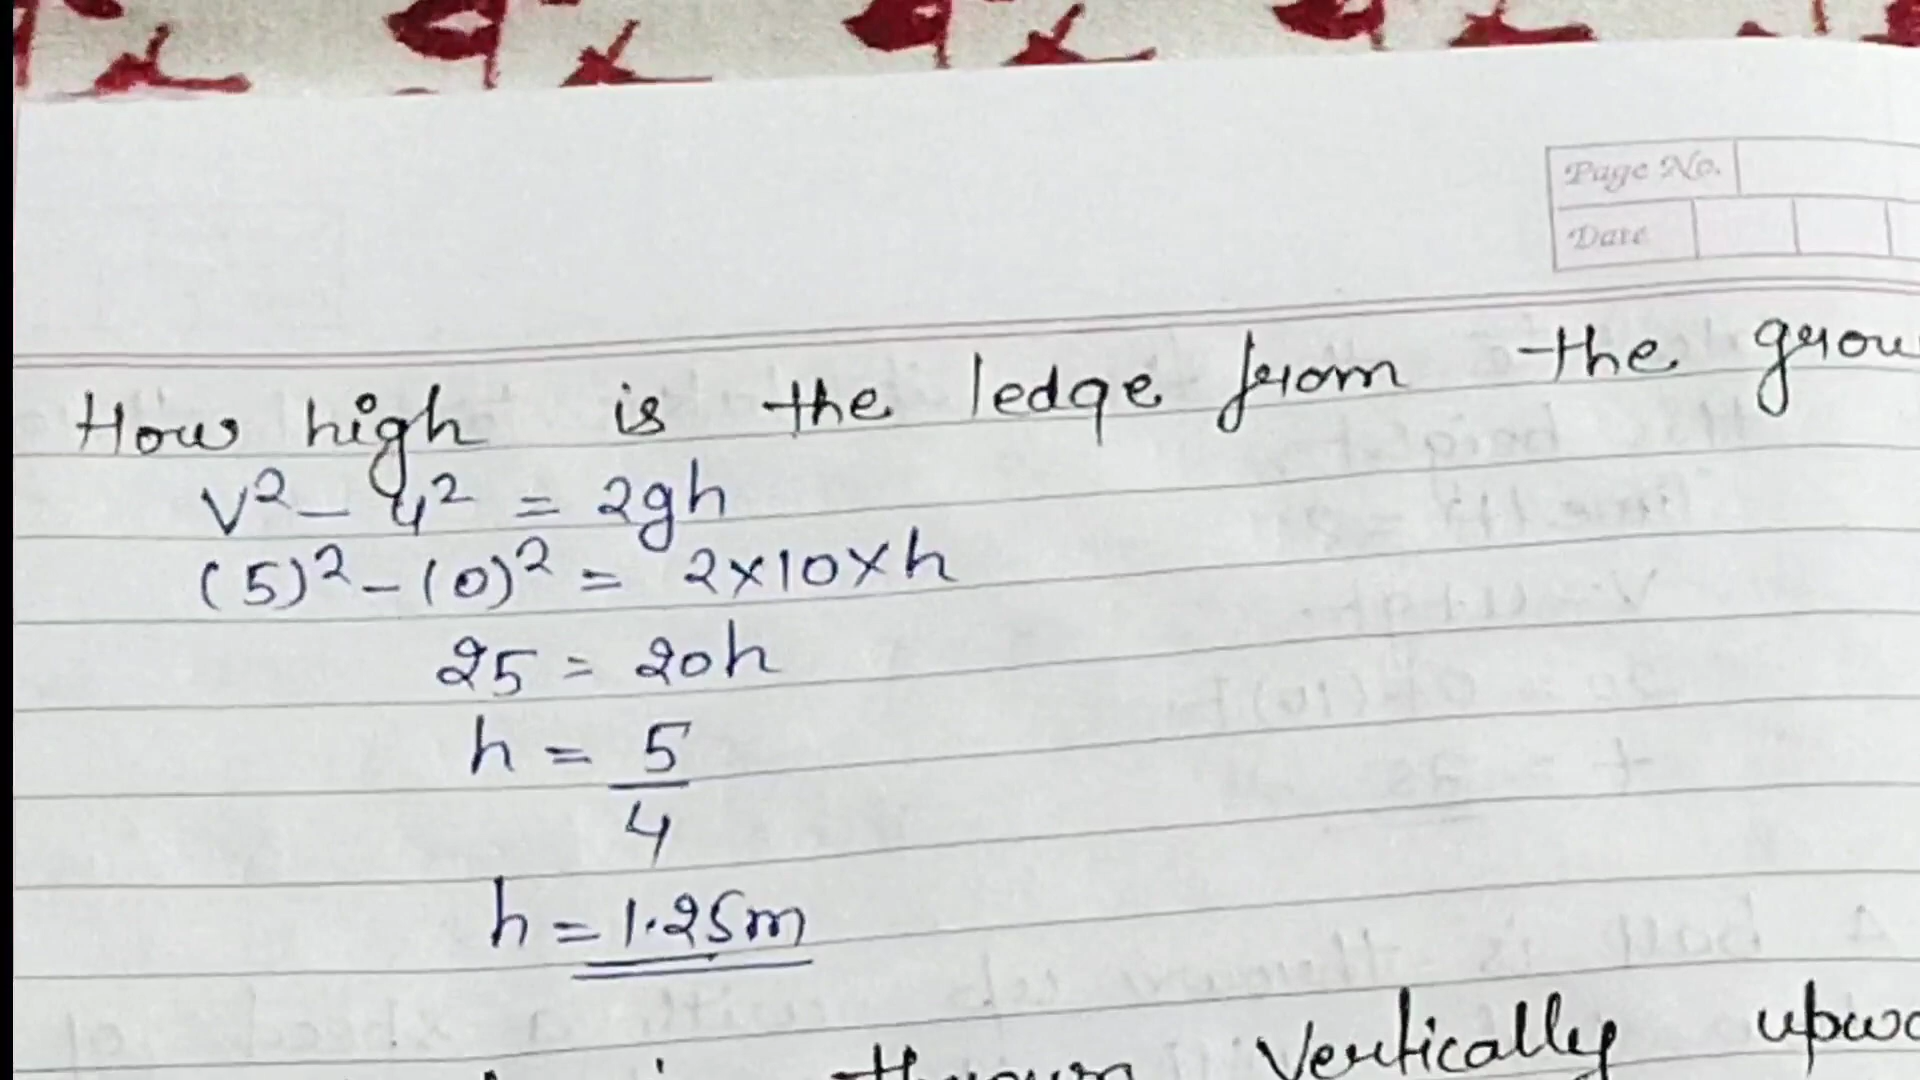 Page No.
Date
How high is the ledge from the grou
v² - u² = 2gh
(5)² - (0)² = 2×10×h
25 = 20h
h = 5/4
h = 1.25m
thrown vertically upwa